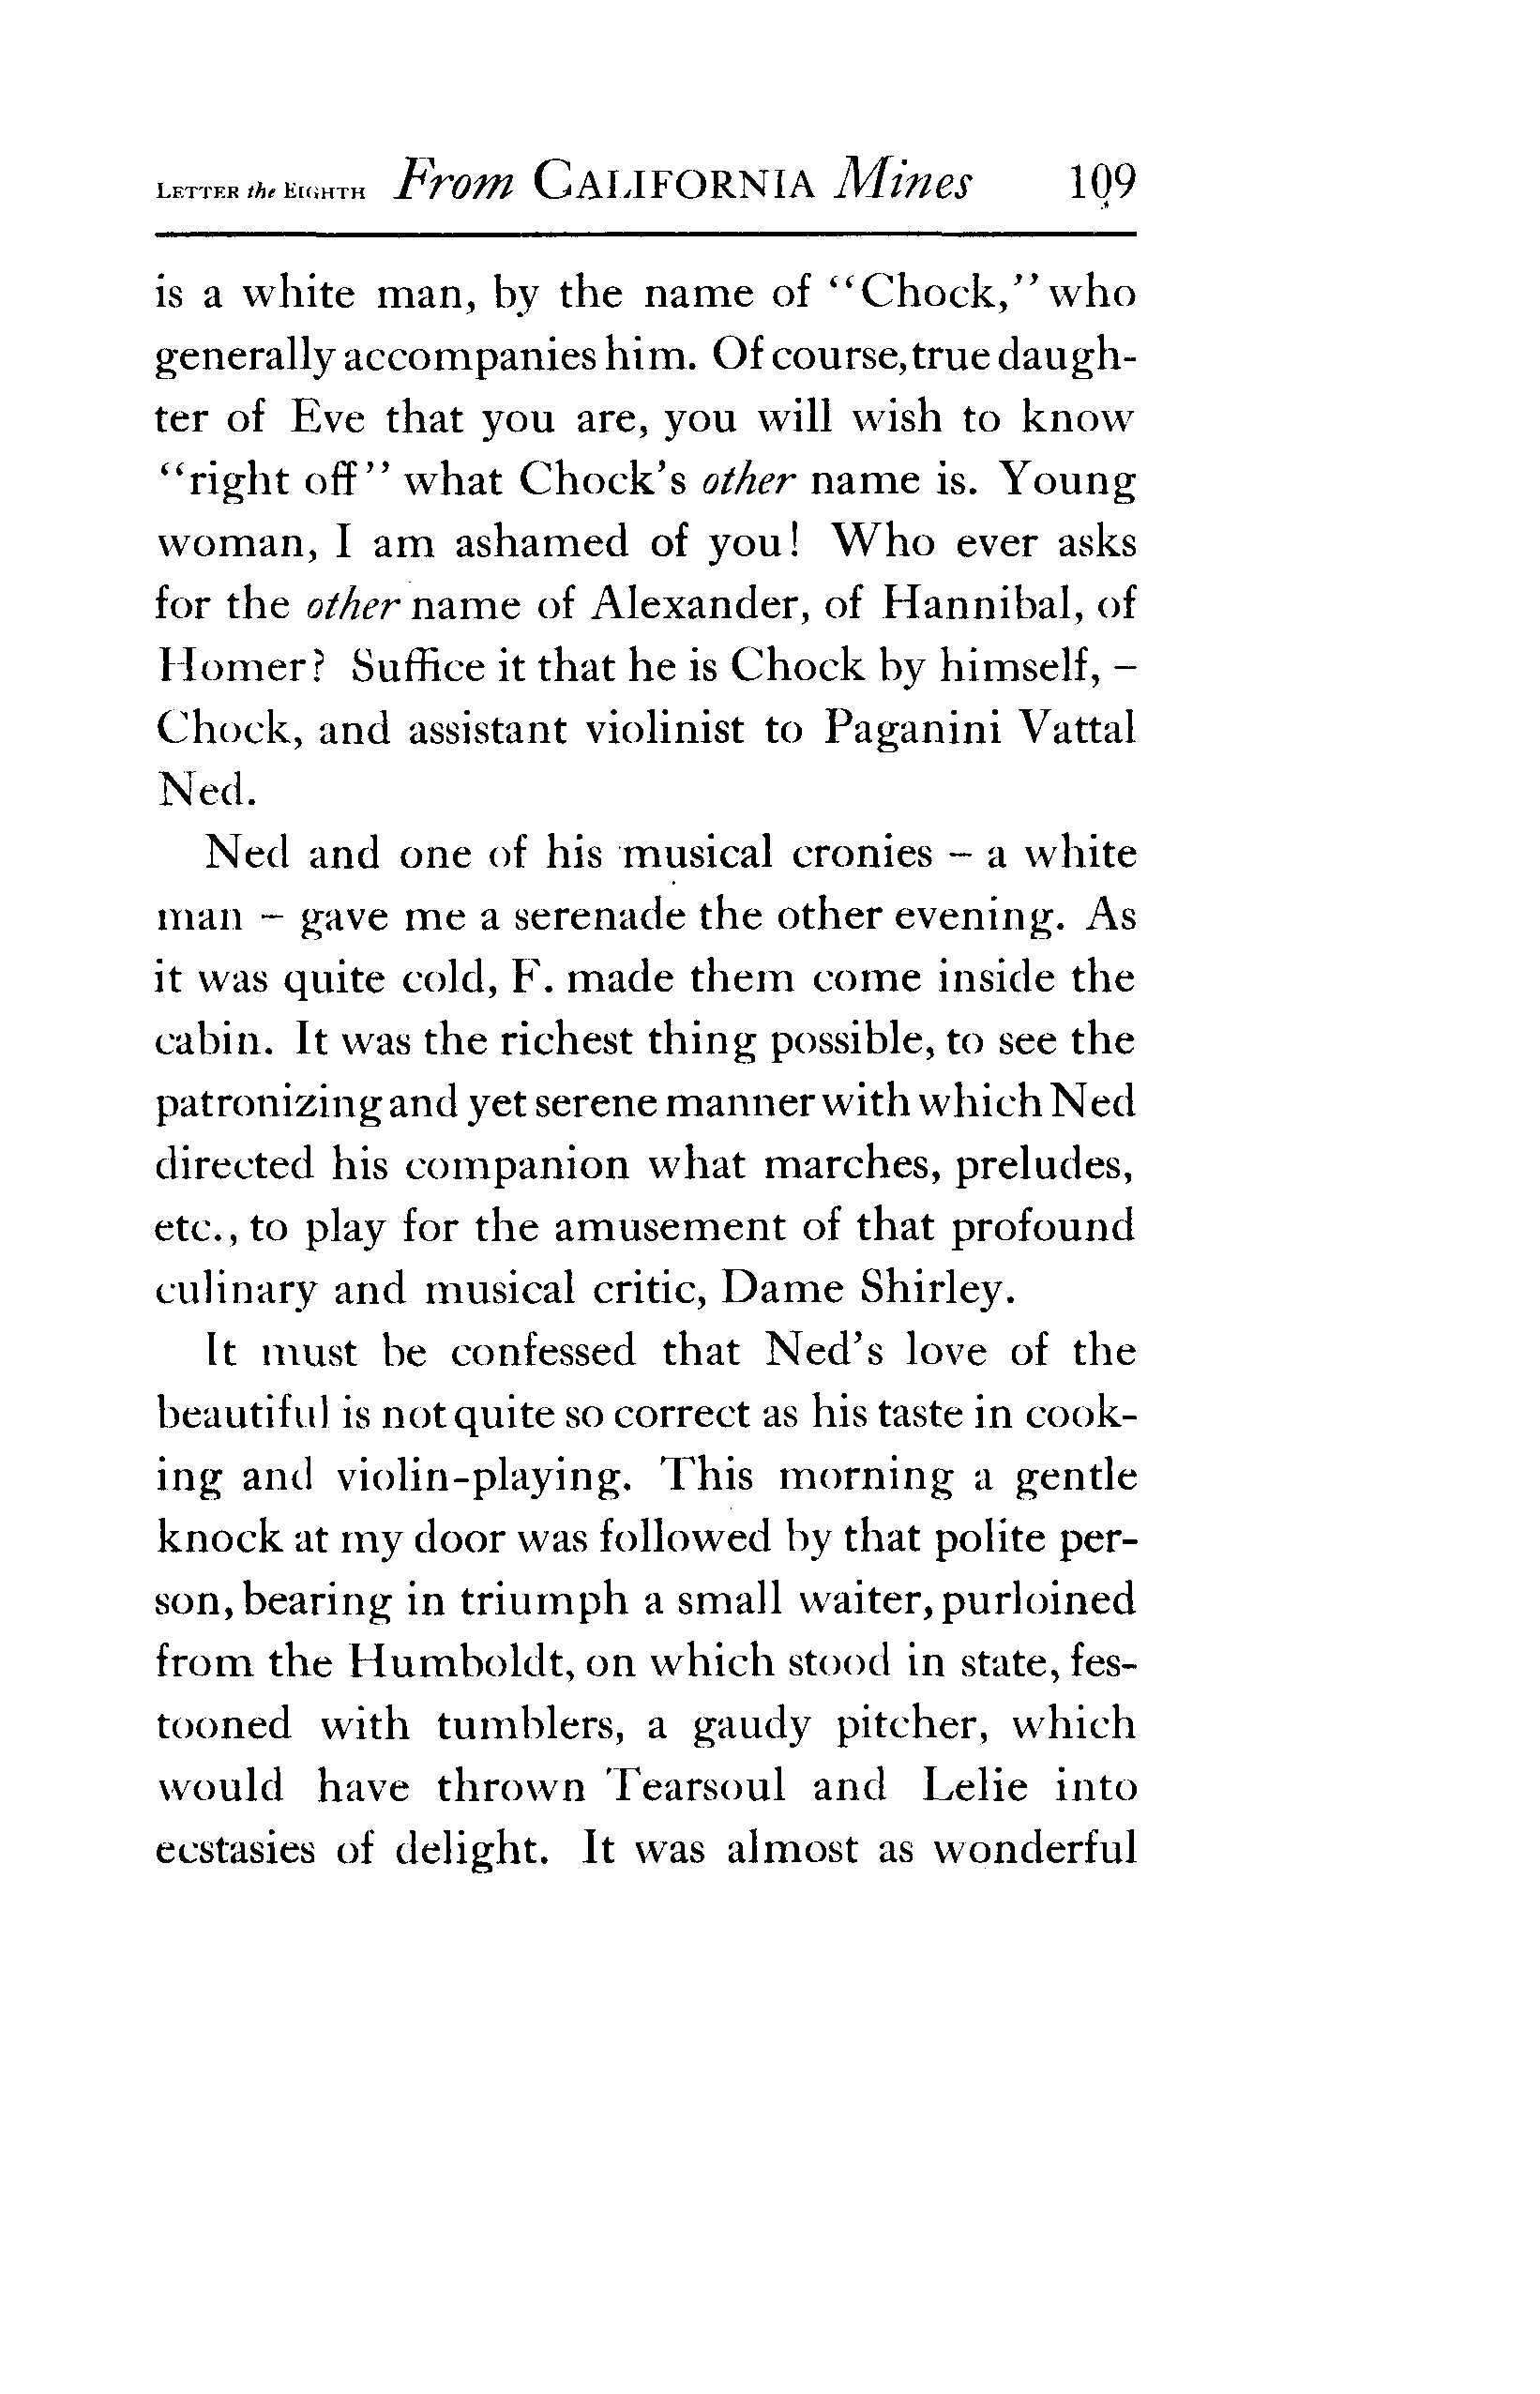 LETTER the EIGHTH From CALIFORNIA Mines 109
is a white man, by the name of “Chock,” who
generally accompanies him. Of course, true daugh-
ter of Eve that you are, you will wish to know
“right off” what Chock’s other name is. Young
woman, I am ashamed of you! Who ever asks
for the other name of Alexander, of Hannibal, of
Homer? Suffice it that he is Chock by himself, –
Chock, and assistant violinist to Paganini Vattal
Ned.
Ned and one of his musical cronies – a white
man – gave me a serenade the other evening. As
it was quite cold, F. made them come inside the
cabin. It was the richest thing possible, to see the
patronizing and yet serene manner with which Ned
directed his companion what marches, preludes,
etc., to play for the amusement of that profound
culinary and musical critic, Dame Shirley.
It must be confessed that Ned’s love of the
beautiful is not quite so correct as his taste in cook-
ing and violin-playing. This morning a gentle
knock at my door was followed by that polite per-
son, bearing in triumph a small waiter, purloined
from the Humboldt, on which stood in state, fes-
tooned with tumblers, a gaudy pitcher, which
would have thrown Tearsoul and Lelie into
ecstasies of delight. It was almost as wonderful